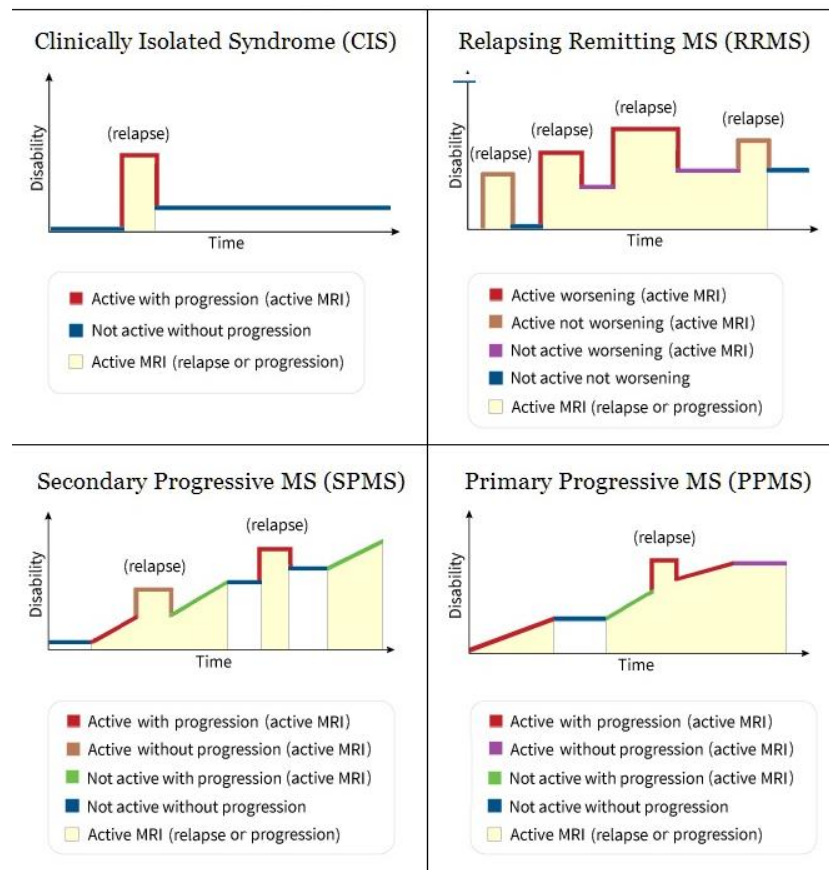 Clinically Isolated Syndrome (CIS)
Disability
(relapse)
Time
Active with progression (active MRI)
Not active without progression
Active MRI (relapse or progression)
Relapsing Remitting MS (RRMS)
Disability
(relapse)
(relapse)
(relapse)
(relapse)
Time
Active worsening (active MRI)
Active not worsening (active MRI)
Not active worsening (active MRI)
Not active not worsening
Active MRI (relapse or progression)
Secondary Progressive MS (SPMS)
Disability
(relapse)
(relapse)
Time
Active with progression (active MRI)
Active without progression (active MRI)
Not active with progression (active MRI)
Not active without progression
Active MRI (relapse or progression)
Primary Progressive MS (PPMS)
Disability
(relapse)
Time
Active with progression (active MRI)
Active without progression (active MRI)
Not active with progression (active MRI)
Not active without progression
Active MRI (relapse or progression)